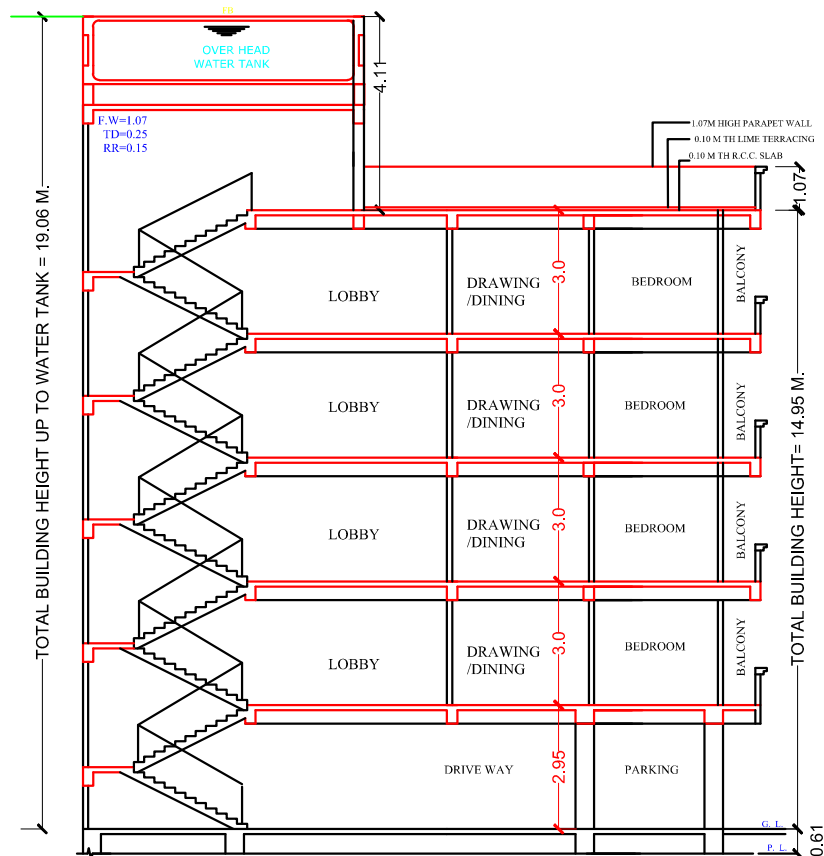 ER
OVER HEAD
WATER TANK
4.11
F.W=1.07
TD=0.25
RR=0.15
1.07M HIGH PARAPET WALL
0.10 M TH LIME TERRACING
0.10 M TH R.C.C. SLAB
1.07
TOTAL BUILDING HEIGHT UP TO WATER TANK = 19.06 M.
LOBBY
DRAWING
/DINING
3.0
BEDROOM
BALCONY
LOBBY
DRAWING
/DINING
3.0
BEDROOM
BALCONY
LOBBY
DRAWING
/DINING
3.0
BEDROOM
BALCONY
LOBBY
DRAWING
/DINING
3.0
BEDROOM
BALCONY
TOTAL BUILDING HEIGHT= 14.95 M.
DRIVE WAY
2.95
PARKING
G. L.
P. L.
0.61